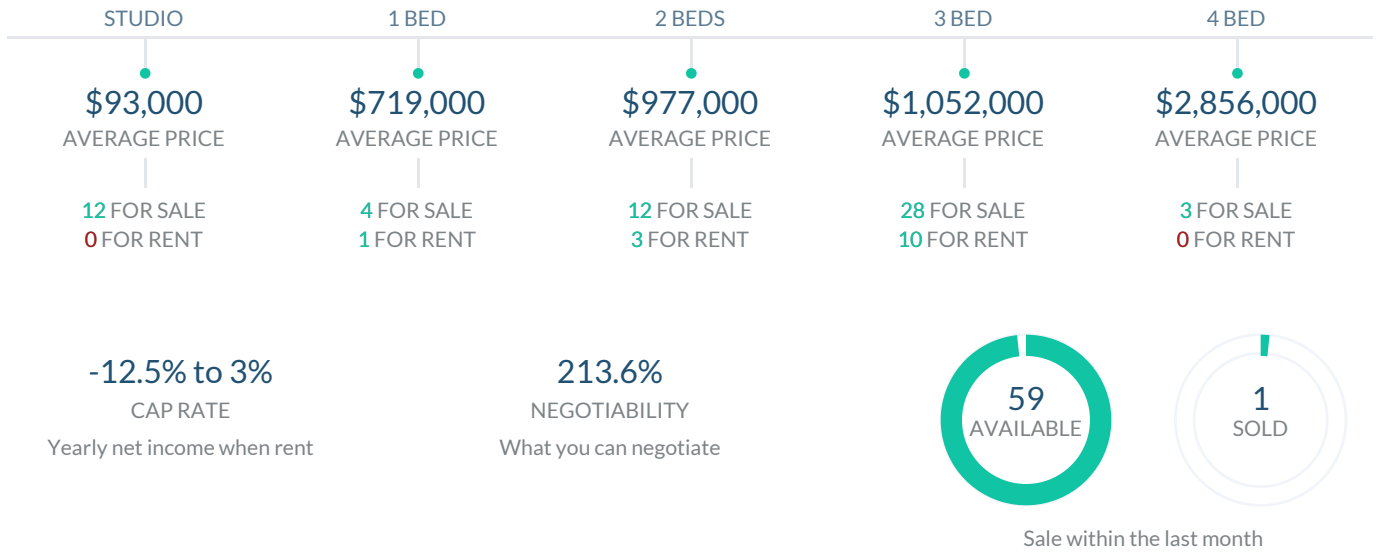 STUDIO
$93,000
AVERAGE PRICE
12 FOR SALE
0 FOR RENT
1 BED
$719,000
AVERAGE PRICE
4 FOR SALE
1 FOR RENT
2 BEDS
$977,000
AVERAGE PRICE
12 FOR SALE
3 FOR RENT
3 BED
$1,052,000
AVERAGE PRICE
28 FOR SALE
10 FOR RENT
4 BED
$2,856,000
AVERAGE PRICE
3 FOR SALE
0 FOR RENT
-12.5% to 3%
CAP RATE
Yearly net income when rent
213.6%
NEGOTIABILITY
What you can negotiate
59
AVAILABLE
1
SOLD
Sale within the last month